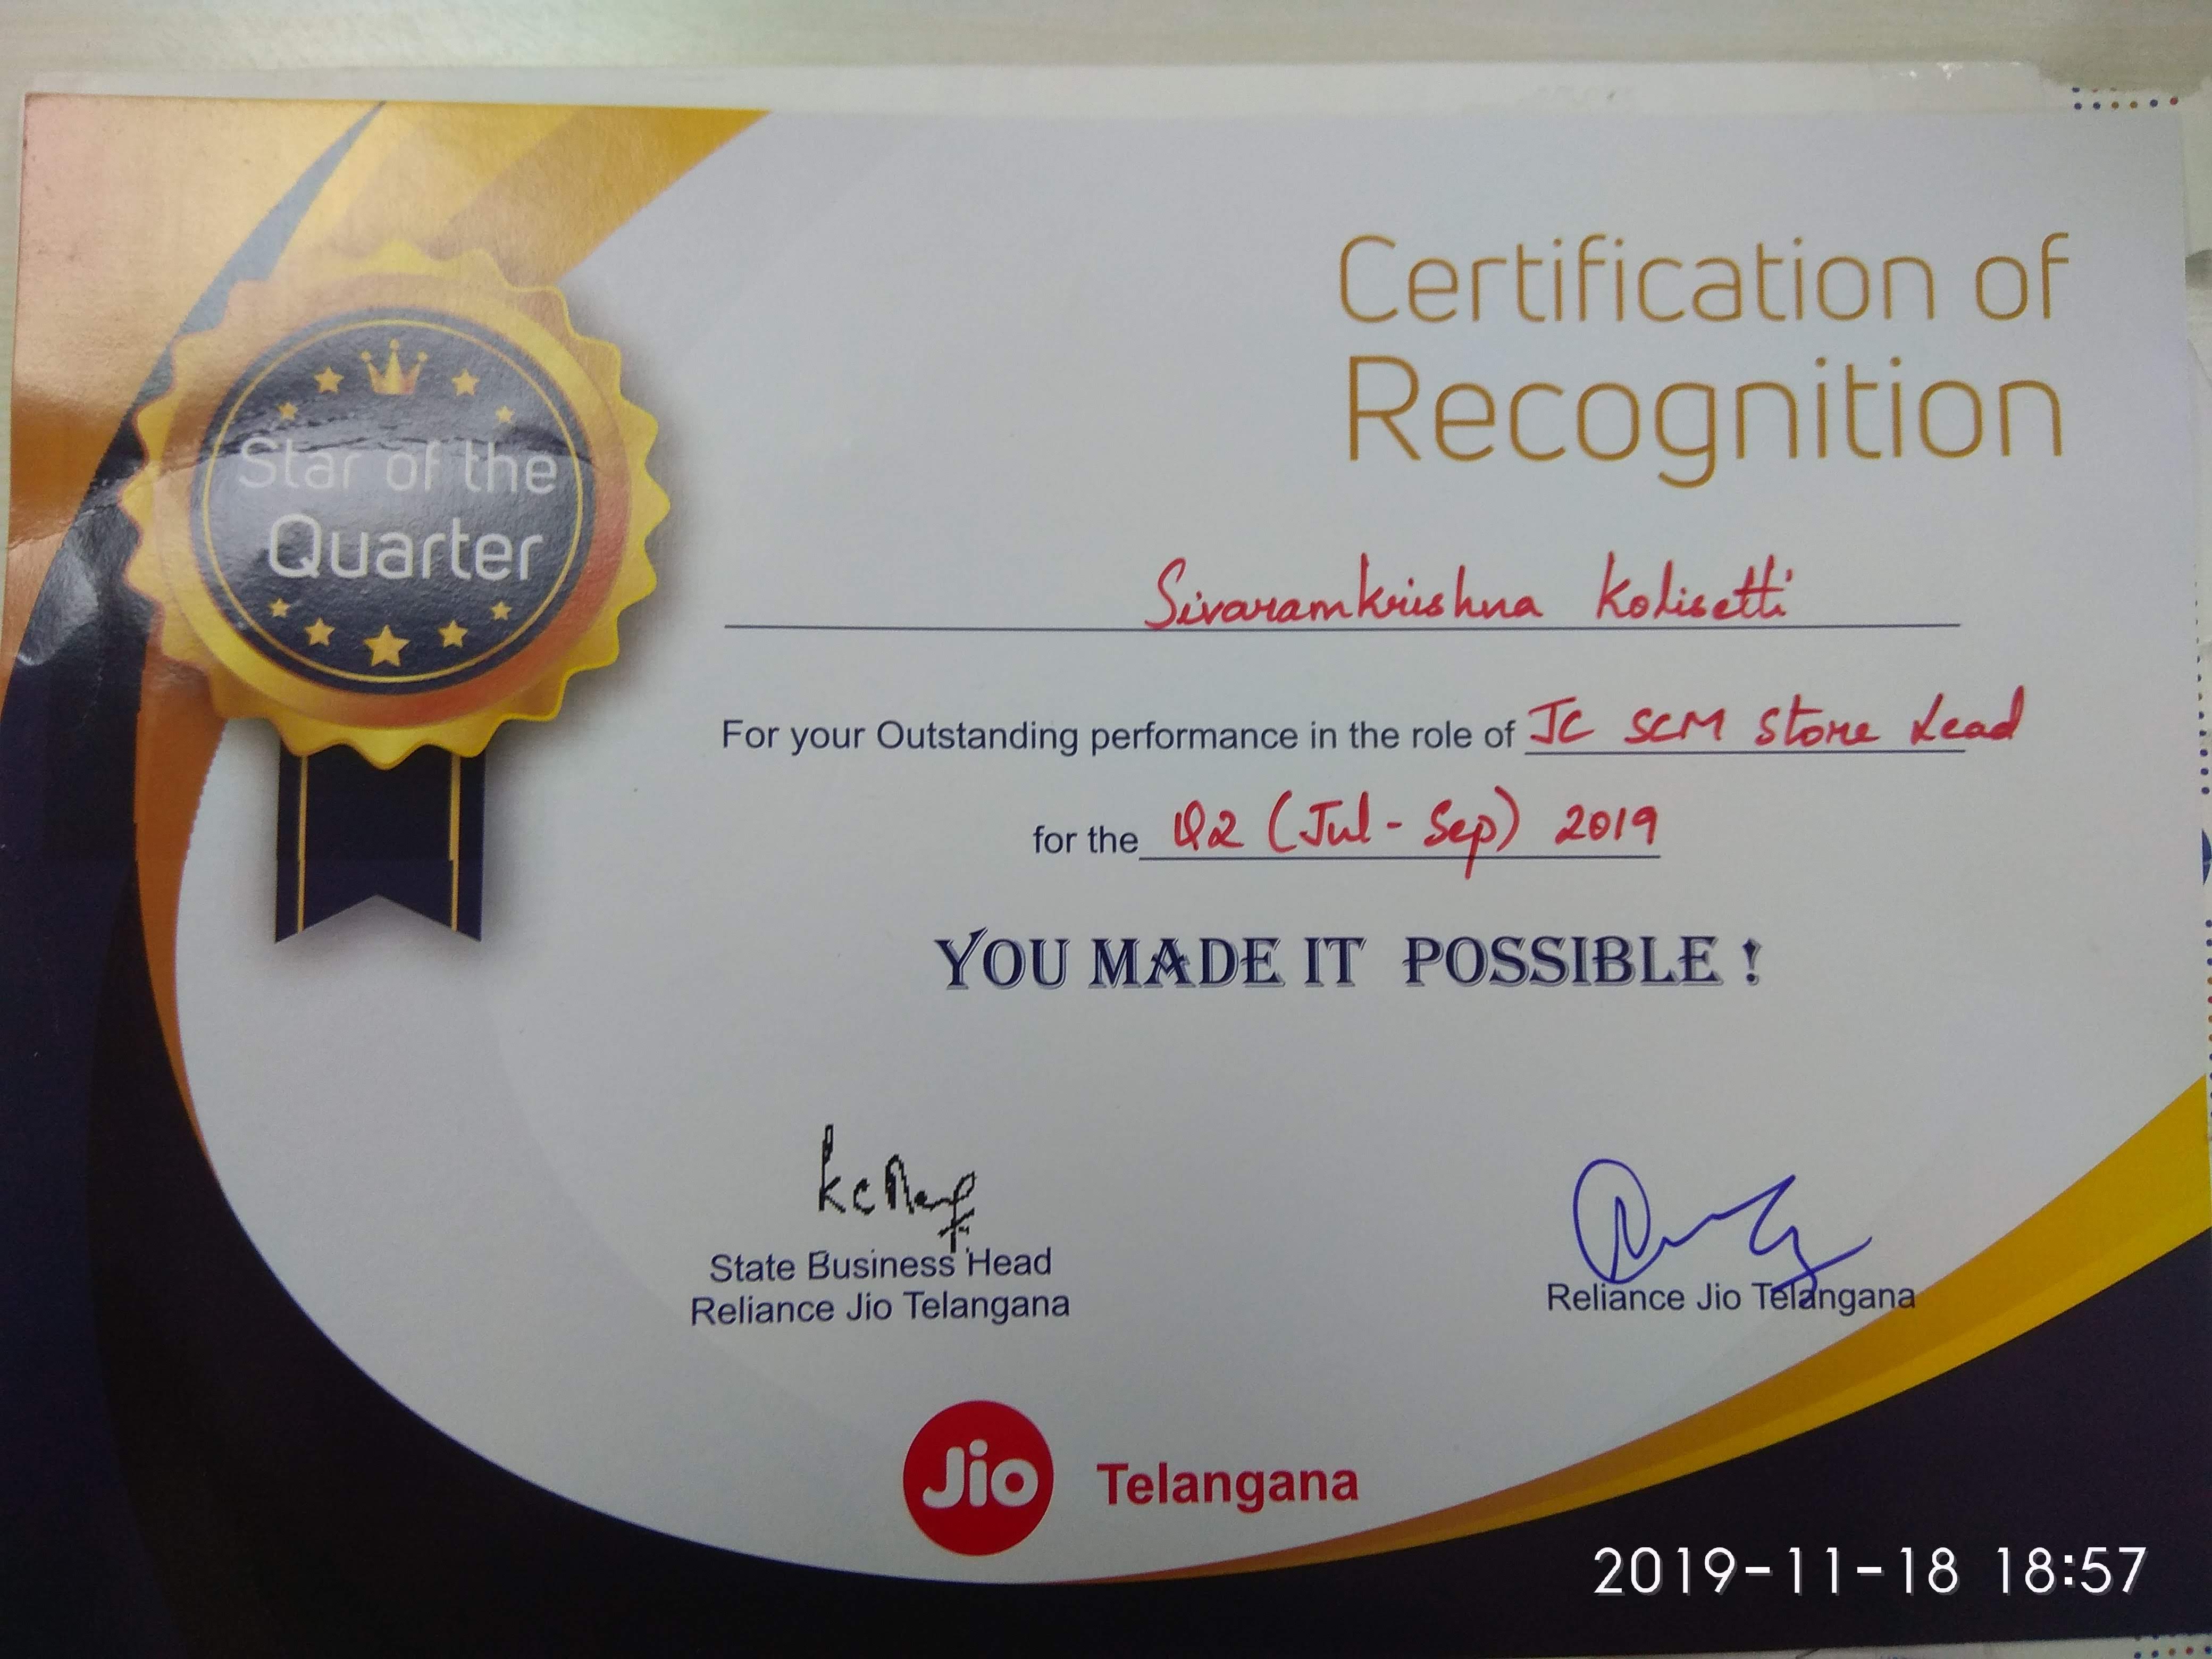 Certification of
Recognition
Star of the
Quarter
Sivaramkrishna Kolisetti
For your Outstanding performance in the role of JC SCM Store Lead
for the Q2 (Jul - Sep) 2019
YOU MADE IT POSSIBLE !
State Business Head
Reliance Jio Telangana
Reliance Jio Telangana
Jio Telangana
2019-11-18 18:57